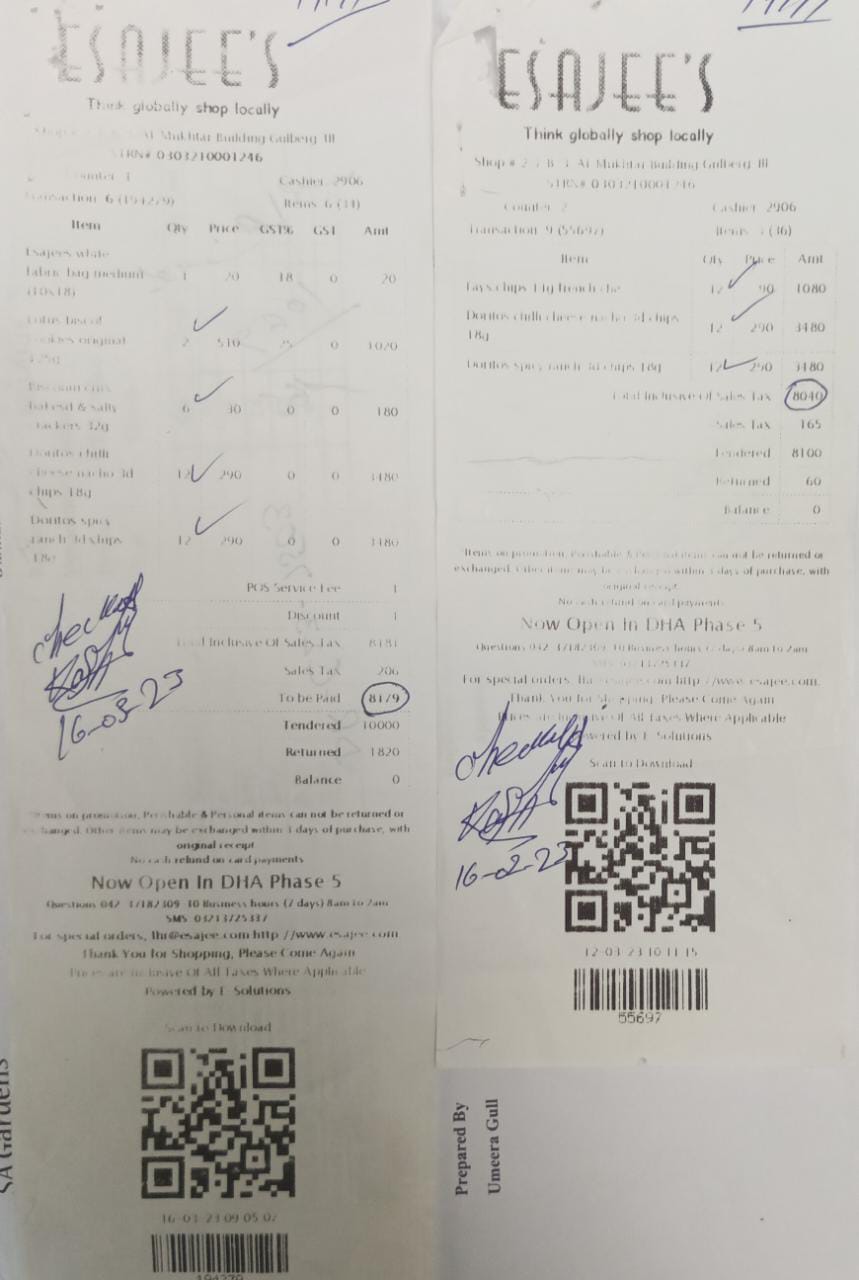 ESAJEE'S
Think globally shop locally
Al Mukhtar Building Gulberg III
STRN# 0303210001246
Counter 1 Cashier 2906
Transaction 6 (194279) Items 6 (34)
Item Qty Price GST% GST Amt
Esajees white
fabric bag medium 1 20 18 0 20
(10x18)
Lotus biscof
cookies original 2 510 25 0 1020
baked & salty 6 30 0 0 180
crackers 32g
Doritos chilli
cheese nacho 3d 12 290 0 0 3480
chips 18g
Doritos spicy
ranch 3d chips 12 290 0 0 3480
18g
POS Service Fee 1
Discount 1
Total Inclusive Of Sales Tax 8181
Sales Tax 206
To be Paid 8179
Tendered 10000
Returned 1820
Balance 0
checked
16-03-23
Items on promotion, Perishable & Personal items can not be returned or
exchanged. Other items may be exchanged within 3 days of purchase, with
original receipt
No cash refund on card payments
Now Open In DHA Phase 5
Questions 042 37182309 10 Business hours (7 days) 8am to 2am
SMS 03213725337
For special orders, lhr@esajee.com http //www.esajee.com
Thank You for Shopping, Please Come Again
Prices are inclusive Of All Taxes Where Applicable
Powered by E Solutions
Scan to Download
16-03-23 09 05 07
194279
ESAJEE'S
Think globally shop locally
Shop # 2 Al Mukhtar Building Gulberg III
STRN# 0303210001246
Counter 2 Cashier 2906
Transaction 9 (55697) Items 3 (36)
Item Qty Price Amt
Lays chips 14g french che 12 90 1080
Doritos chilli cheese nacho 3d chips
18g 12 290 3480
Doritos spicy ranch 3d chips 18g 12 290 3480
Total Inclusive Of Sales Tax 8040
Sales Tax 165
Tendered 8100
Returned 60
Balance 0
Items on promotion, Perishable & Personal items can not be returned or
exchanged. Other items may be exchanged within 3 days of purchase, with
original receipt
No cash refund on card payments
Now Open In DHA Phase 5
Questions 042 37182309 10 Business hours (7 days) 8am to 2am
SMS 03213725337
For special orders, http //www.esajee.com
Thank You for Shopping, Please Come Again
Prices are inclusive Of All Taxes Where Applicable
Powered by E Solutions
checked
16-02-23
Scan to Download
12-03-23 10 11 15
55697
Prepared By
Umeera Gull
SA Gardens